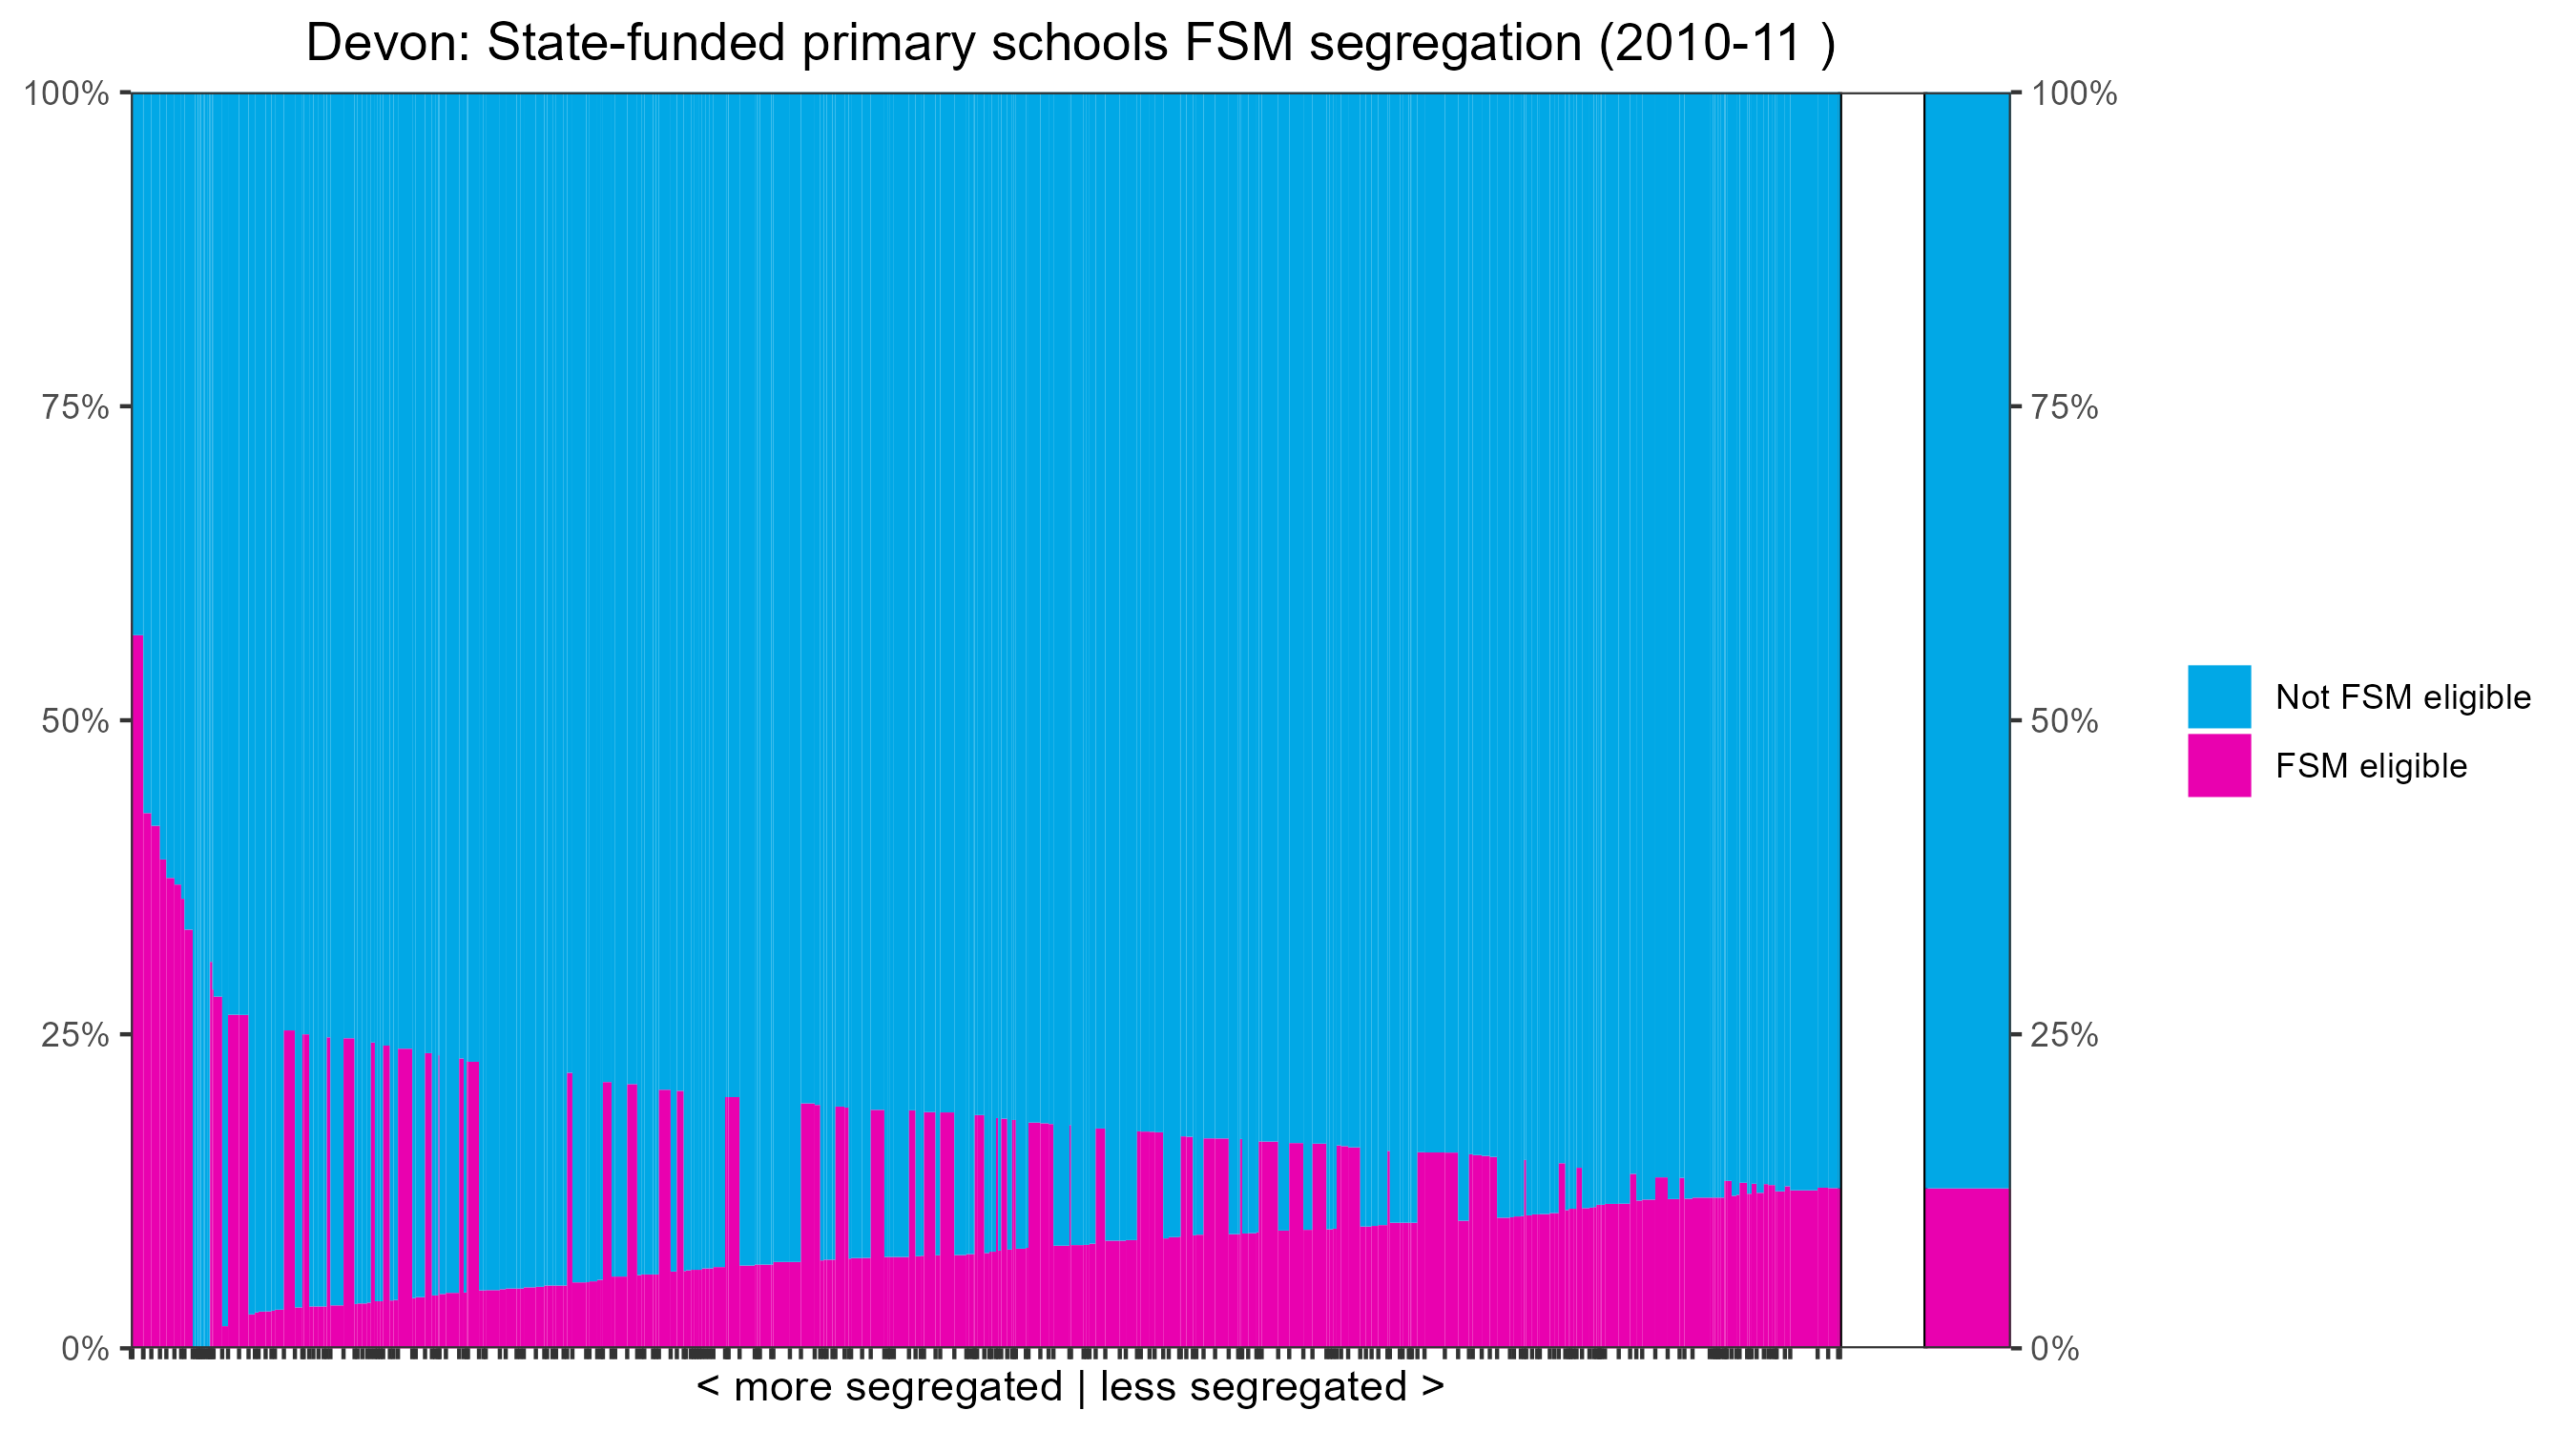 Devon: State-funded primary schools FSM segregation (2010-11 )
100%
75%
50%
25%
0%
100%
75%
50%
25%
0%
Not FSM eligible
FSM eligible
< more segregated | less segregated >